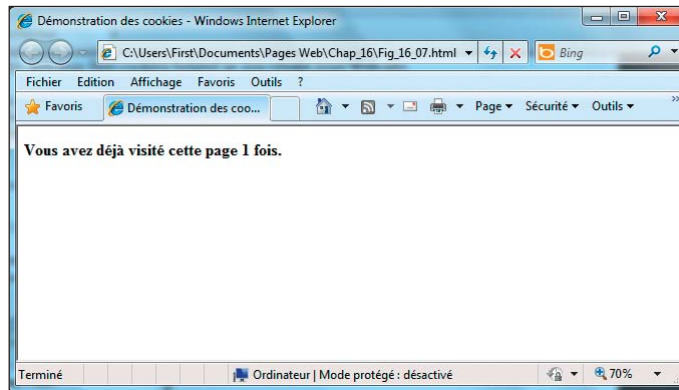 Démonstration des cookies - Windows Internet Explorer
C:\Users\First\Documents\Pages Web\Chap_16\Fig_16_07.html
Bing
Fichier Edition Affichage Favoris Outils ?
Favoris Démonstration des coo... Page Sécurité Outils »
Vous avez déjà visité cette page 1 fois.
Terminé Ordinateur | Mode protégé : désactivé 70%